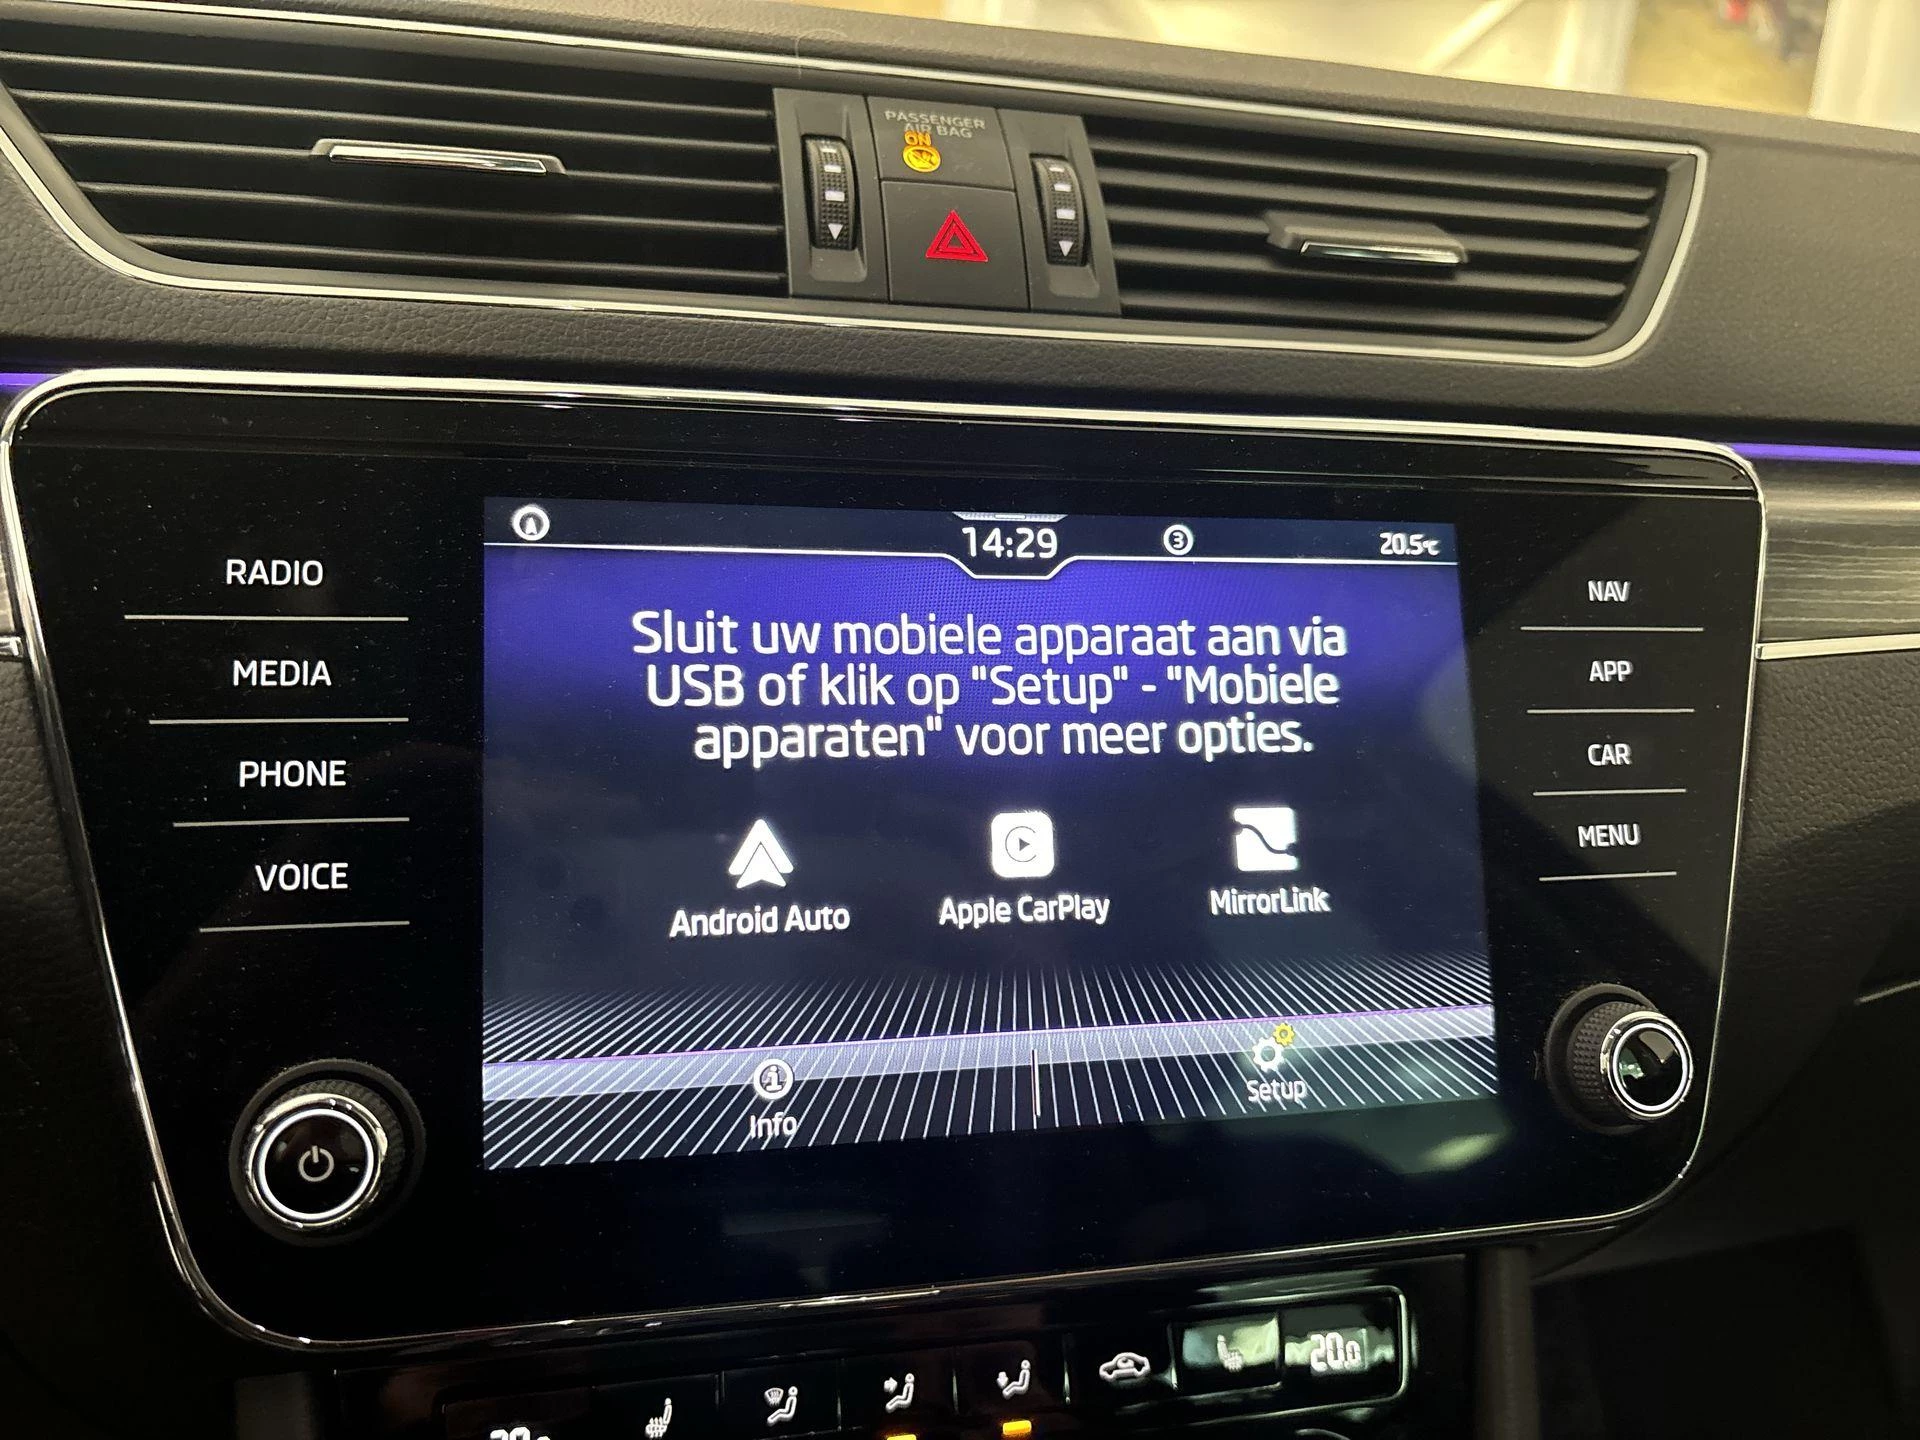 PASSENGER
AIR BAG
ON
14:29
3
20.5°C
RADIO
MEDIA
PHONE
VOICE
Sluit uw mobiele apparaat aan via
USB of klik op "Setup" - "Mobiele
apparaten" voor meer opties.
Android Auto
Apple CarPlay
MirrorLink
Info
Setup
NAV
APP
CAR
MENU
20.0